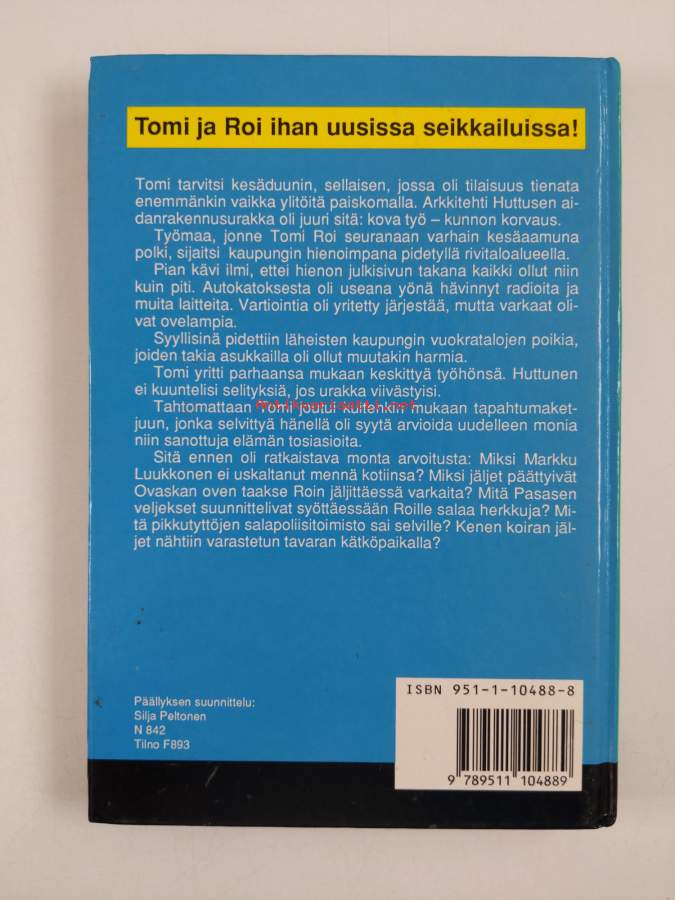 Tomi ja Roi ihan uusissa seikkailuissa!
Tomi tarvitsi kesäduunin, sellaisen, jossa oli tilaisuus tienata
enemmänkin vaikka ylitöitä paiskomalla. Arkkitehti Huttusen ai-
danrakennusurakka oli juuri sitä: kova työ – kunnon korvaus.
Työmaa, jonne Tomi Roi seuranaan varhain kesäaamuna
polki, sijaitsi kaupungin hienoimpana pidetyllä rivitaloalueella.
Pian kävi ilmi, ettei hienon julkisivun takana kaikki ollut niin
kuin piti. Autokatoksesta oli useana yönä hävinnyt radioita ja
muita laitteita. Vartiointia oli yritetty järjestää, mutta varkaat oli-
vat ovelampia.
Syyllisinä pidettiin läheisten kaupungin vuokratalojen poikia,
joiden takia asukkailla oli ollut muutakin harmia.
Tomi yritti parhaansa mukaan keskittyä työhönsä. Huttunen
ei kuuntelisi selityksiä, jos urakka viivästyisi.
Tahtomattaan Tomi joutui kuitenkin mukaan tapahtumaket-
juun, jonka selvittyä hänellä oli syytä arvioida uudelleen monia
niin sanottuja elämän tosiasioita.
Sitä ennen oli ratkaistava monta arvoitusta: Miksi Markku
Luukkonen ei uskaltanut mennä kotiinsa? Miksi jäljet päättyivät
Ovaskan oven taakse Roin jäljittäessä varkaita? Mitä Pasasen
veljekset suunnittelivat syöttäessään Roille salaa herkkuja? Mi-
tä pikkutyttöjen salapoliisitoimisto sai selville? Kenen koiran jäl-
jet nähtiin varastetun tavaran kätköpaikalla?
Antikvariaatti.net
ISBN 951-1-10488-8
9 789511 104889
Päällyksen suunnittelu:
Silja Peltonen
N 842
Tilno F893